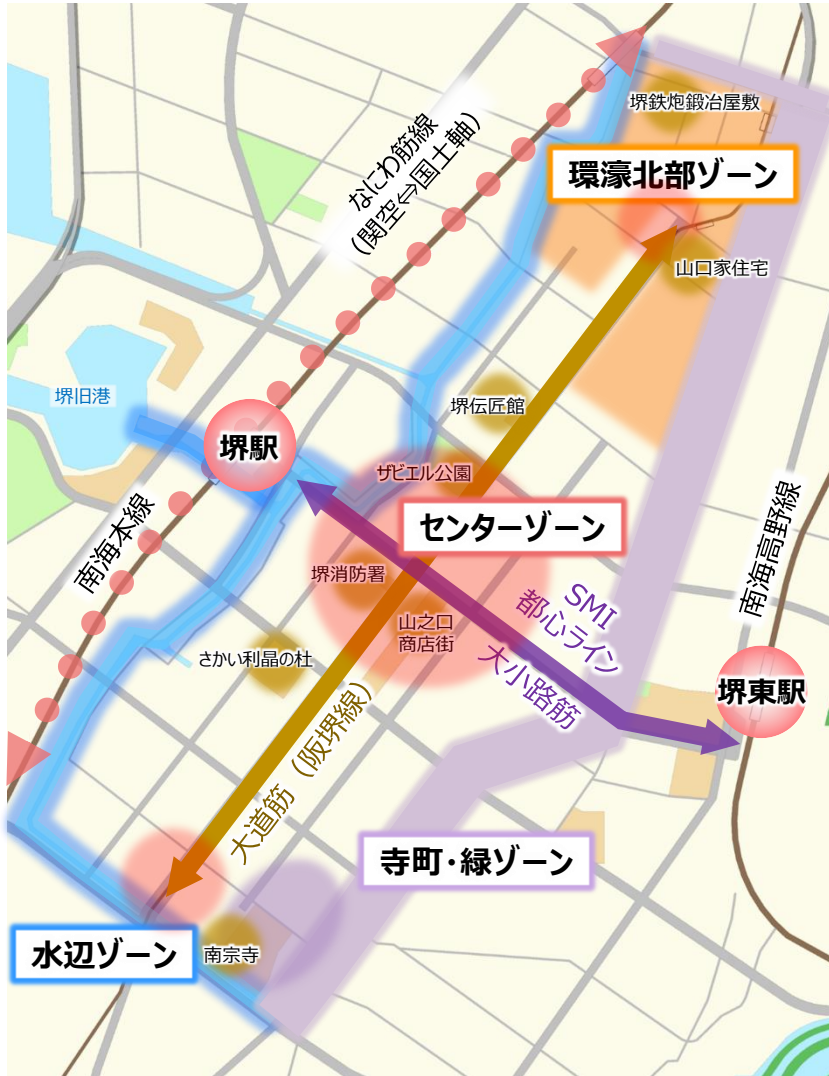 堺鉄炮鍛冶屋敷
なにわ筋線
(関空⇔国土軸)
環濠北部ゾーン
山口家住宅
堺旧港
堺伝匠館
堺駅
ザビエル公園
センターゾーン
南海本線
南海高野線
堺消防署
SMI
都心ライン
山之口
商店街
大小路筋
さかい利晶の杜
堺東駅
大道筋（阪堺線）
寺町・緑ゾーン
水辺ゾーン
南宗寺